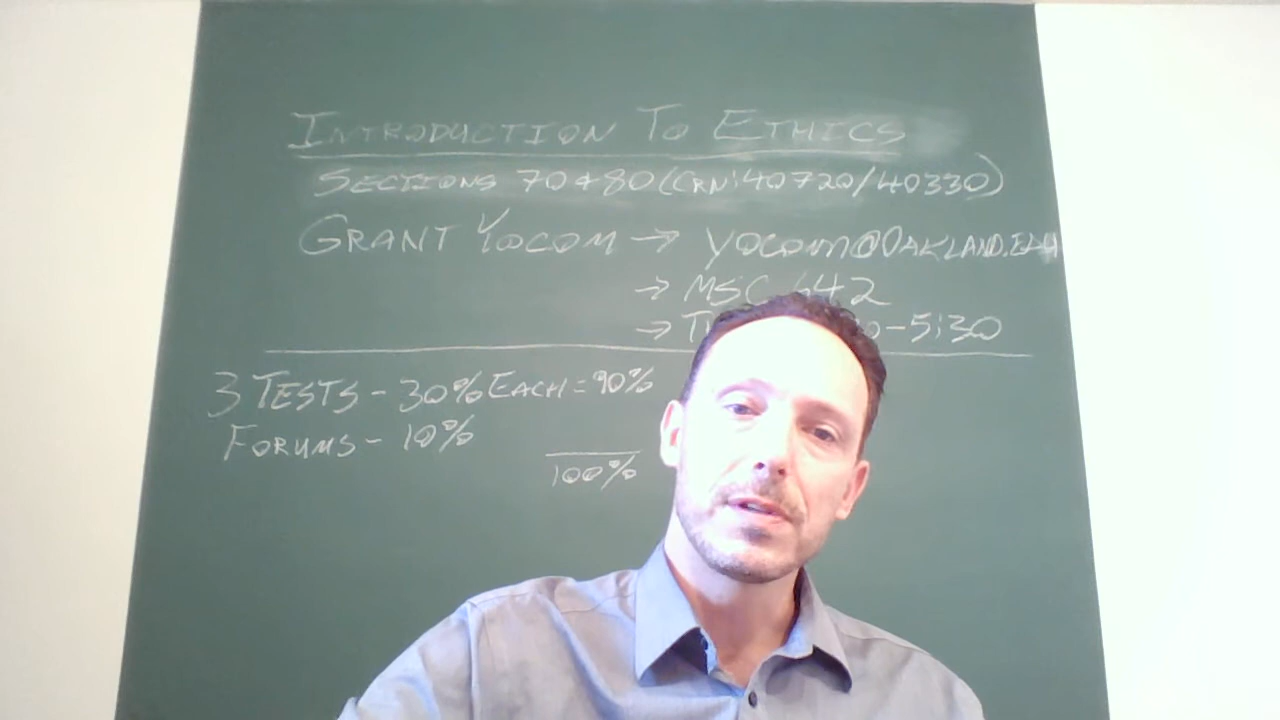 INTRODUCTION TO ETHICS
SECTIONS 70 & 80 (CRN: 40720/40330)
GRANT YOCOM → YOCOM@OAKLAND.EDU
→ MSC 642
→ -5:30
3 TESTS - 30% EACH = 90%
FORUMS - 10%
100%